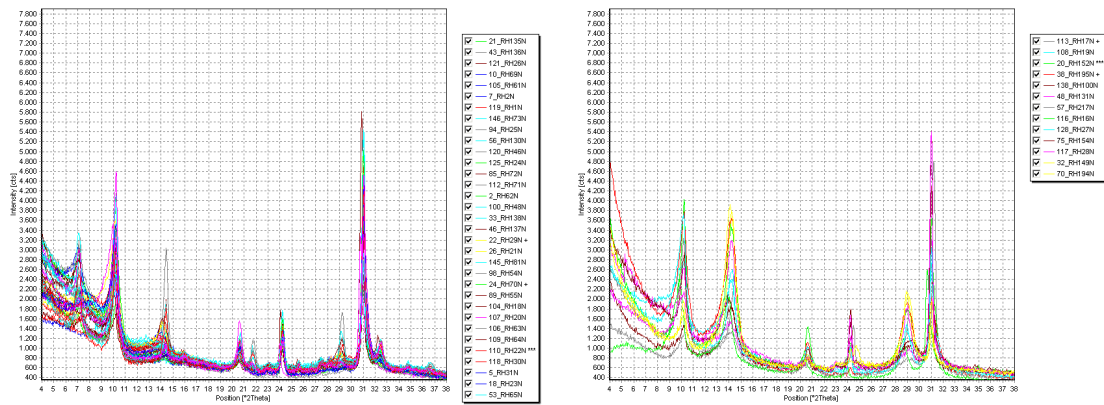 7.800
7.600
7.400
7.200
7.000
6.800
6.600
6.400
6.200
6.000
5.800
5.600
5.400
5.200
5.000
4.800
4.600
4.400
4.200
4.000
3.800
3.600
3.400
3.200
3.000
2.800
2.600
2.400
2.200
2.000
1.800
1.600
1.400
1.200
1.000
800
600
400
Intensity [cts]
4 5 6 7 8 9 10 11 12 13 14 15 16 17 18 19 20 21 22 23 24 25 26 27 28 29 30 31 32 33 34 35 36 37 38
Position [*2Theta]
21_RH135N
43_RH136N
121_RH26N
10_RH69N
105_RH61N
7_RH2N
119_RH1N
146_RH73N
94_RH25N
56_RH130N
120_RH46N
125_RH24N
85_RH72N
112_RH71N
2_RH62N
100_RH48N
33_RH138N
46_RH137N
22_RH29N +
26_RH21N
145_RH81N
98_RH54N
24_RH70N +
89_RH55N
104_RH18N
107_RH20N
106_RH63N
109_RH64N
110_RH22N ***
118_RH30N
5_RH31N
18_RH23N
53_RH65N
7.800
7.600
7.400
7.200
7.000
6.800
6.600
6.400
6.200
6.000
5.800
5.600
5.400
5.200
5.000
4.800
4.600
4.400
4.200
4.000
3.800
3.600
3.400
3.200
3.000
2.800
2.600
2.400
2.200
2.000
1.800
1.600
1.400
1.200
1.000
800
600
400
Intensity [cts]
4 5 6 7 8 9 10 11 12 13 14 15 16 17 18 19 20 21 22 23 24 25 26 27 28 29 30 31 32 33 34 35 36 37 38
Position [*2Theta]
113_RH17N +
108_RH19N
20_RH152N ***
38_RH195N +
138_RH100N
48_RH131N
57_RH217N
116_RH16N
128_RH27N
75_RH154N
117_RH28N
32_RH149N
70_RH194N